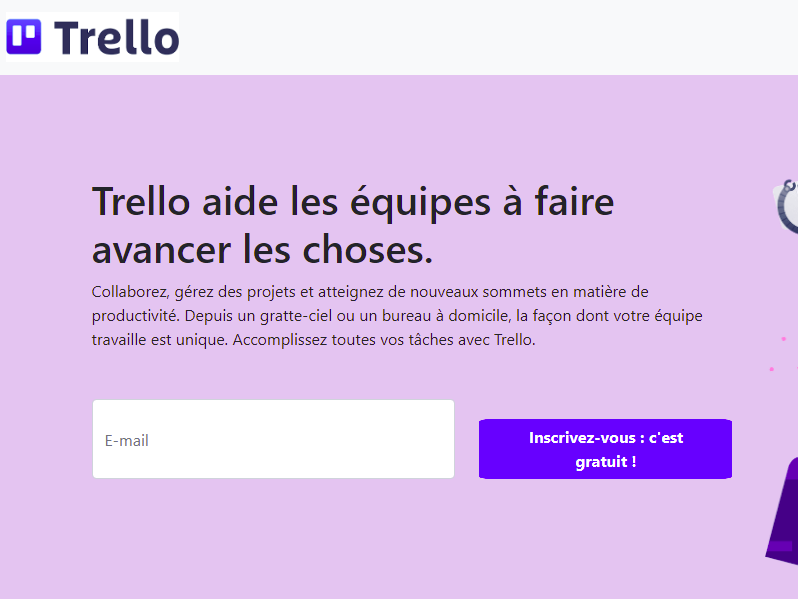 Trello
Trello aide les équipes à faire
avancer les choses.
Collaborez, gérez des projets et atteignez de nouveaux sommets en matière de
productivité. Depuis un gratte-ciel ou un bureau à domicile, la façon dont votre équipe
travaille est unique. Accomplissez toutes vos tâches avec Trello.
E-mail
Inscrivez-vous : c'est
gratuit !